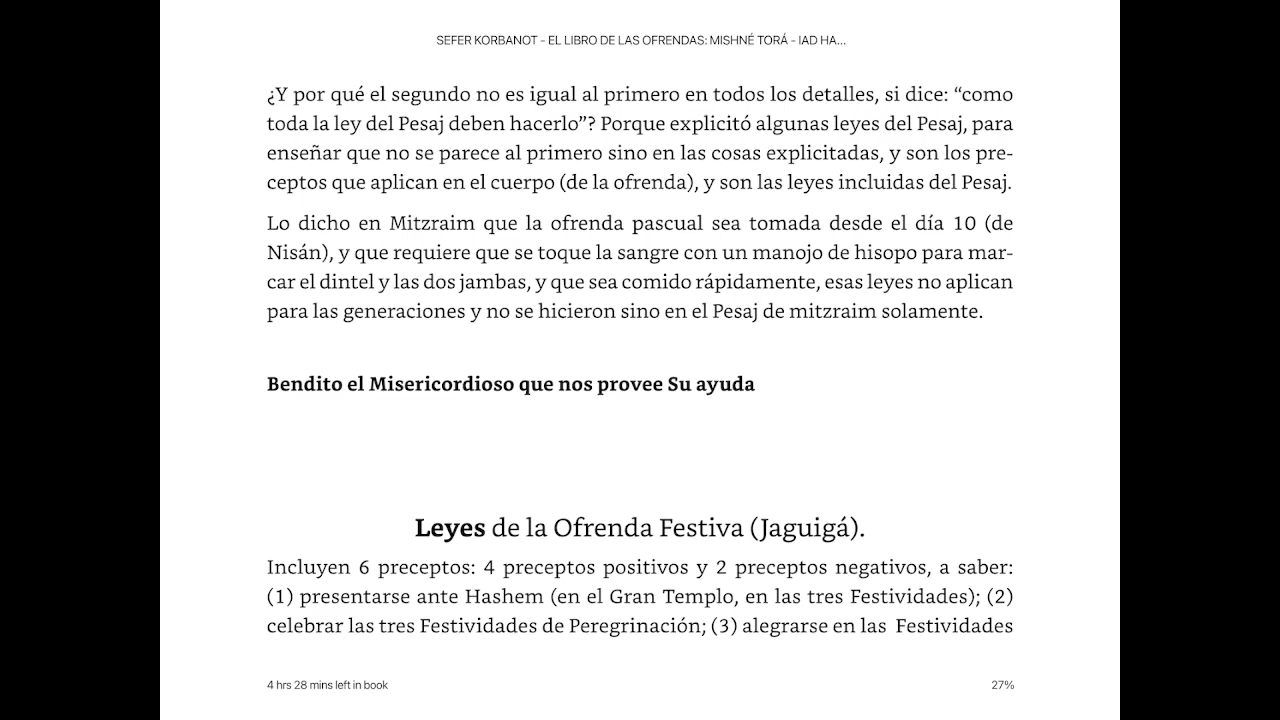 SEFER KORBANOT - EL LIBRO DE LAS OFRENDAS: MISHNÉ TORÁ - IAD HA...
¿Y por qué el segundo no es igual al primero en todos los detalles, si dice: “como
toda la ley del Pesaj deben hacerlo”? Porque explicitó algunas leyes del Pesaj, para
enseñar que no se parece al primero sino en las cosas explicitadas, y son los pre-
ceptos que aplican en el cuerpo (de la ofrenda), y son las leyes incluidas del Pesaj.
Lo dicho en Mitzraim que la ofrenda pascual sea tomada desde el día 10 (de
Nisán), y que requiere que se toque la sangre con un manojo de hisopo para mar-
car el dintel y las dos jambas, y que sea comido rápidamente, esas leyes no aplican
para las generaciones y no se hicieron sino en el Pesaj de mitzraim solamente.
Bendito el Misericordioso que nos provee Su ayuda
Leyes de la Ofrenda Festiva (Jaguigá).
Incluyen 6 preceptos: 4 preceptos positivos y 2 preceptos negativos, a saber:
(1) presentarse ante Hashem (en el Gran Templo, en las tres Festividades); (2)
celebrar las tres Festividades de Peregrinación; (3) alegrarse en las Festividades
4 hrs 28 mins left in book
27%